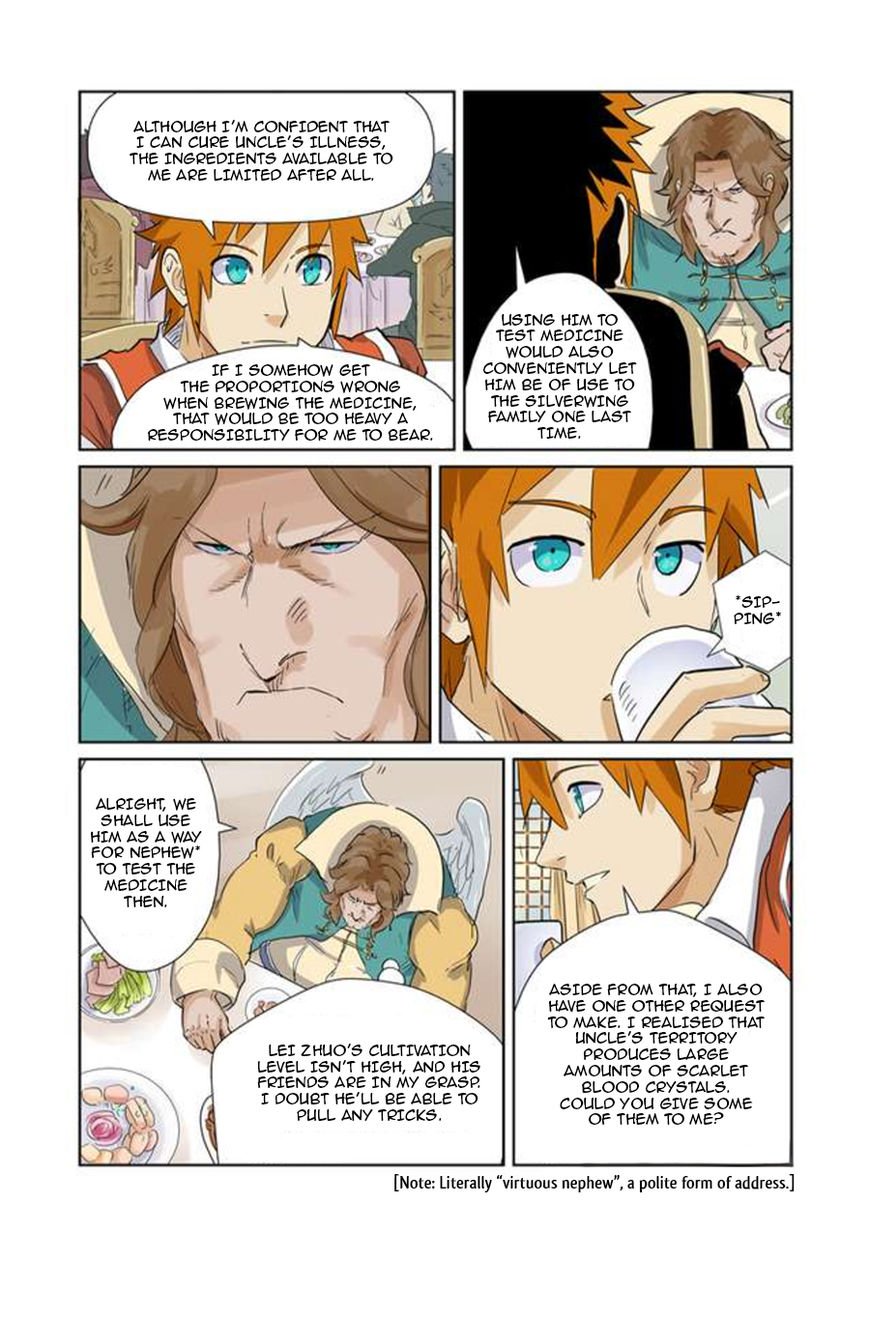 ALTHOUGH I'M CONFIDENT THAT
I CAN CURE UNCLE'S ILLNESS,
THE INGREDIENTS AVAILABLE TO
ME ARE LIMITED AFTER ALL.
IF I SOMEHOW GET
THE PROPORTIONS WRONG
WHEN BREWING THE MEDICINE,
THAT WOULD BE TOO HEAVY A
RESPONSIBILITY FOR ME TO BEAR.
USING HIM TO
TEST MEDICINE
WOULD ALSO
CONVENIENTLY LET
HIM BE OF USE TO
THE SILVERWING
FAMILY ONE LAST
TIME.
*SIP-
PING*
ALRIGHT, WE
SHALL USE
HIM AS A WAY
FOR NEPHEW*
TO TEST THE
MEDICINE
THEN.
LEI ZHUO'S CULTIVATION
LEVEL ISN'T HIGH, AND HIS
FRIENDS ARE IN MY GRASP.
I DOUBT HE'LL BE ABLE TO
PULL ANY TRICKS.
ASIDE FROM THAT, I ALSO
HAVE ONE OTHER REQUEST
TO MAKE. I REALISED THAT
UNCLE'S TERRITORY
PRODUCES LARGE
AMOUNTS OF SCARLET
BLOOD CRYSTALS.
COULD YOU GIVE SOME
OF THEM TO ME?
[Note: Literally "virtuous nephew", a polite form of address.]